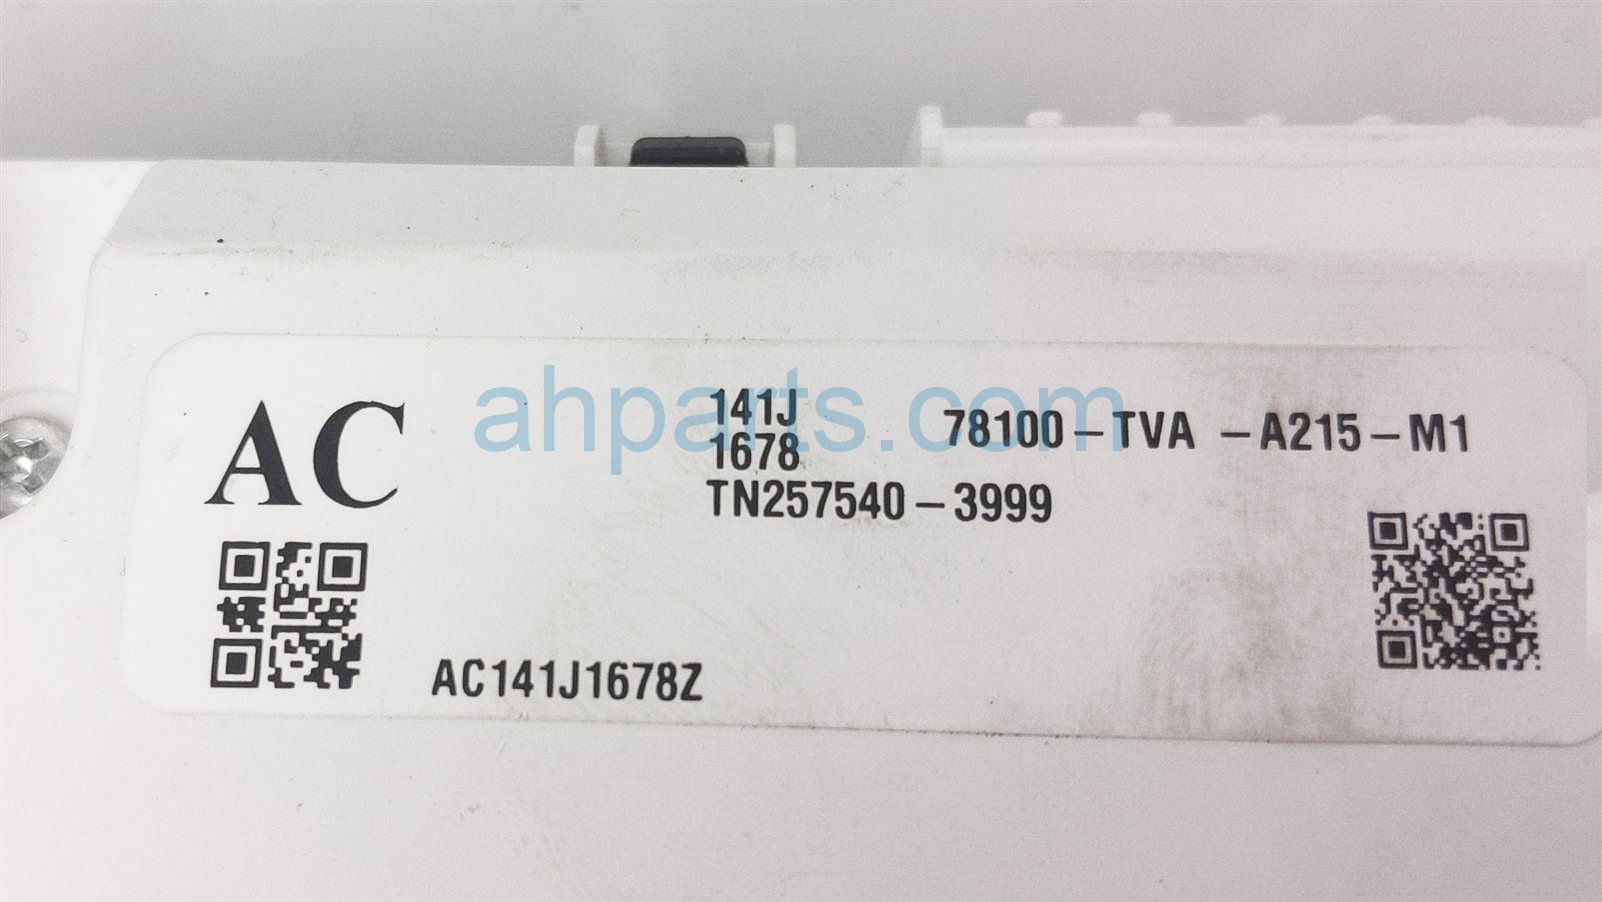 AC
141J
1678
78100-TVA -A215-M1
TN257540-3999
AC141J1678Z
ahparts.com